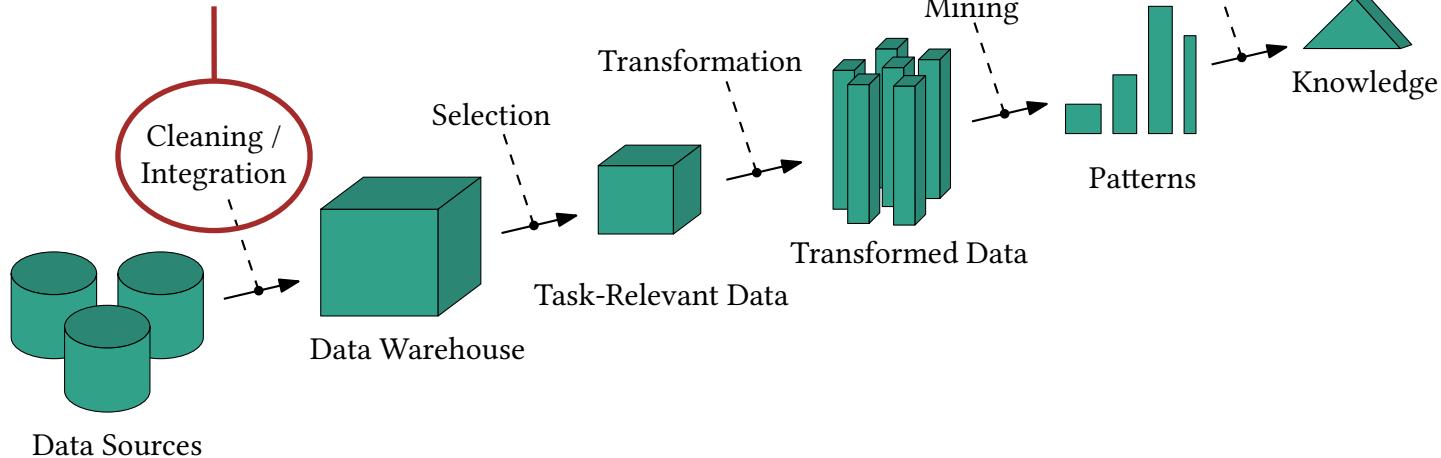 Mining
Transformation
Knowledge
Selection
Cleaning /
Integration
Patterns
Transformed Data
Task-Relevant Data
Data Warehouse
Data Sources